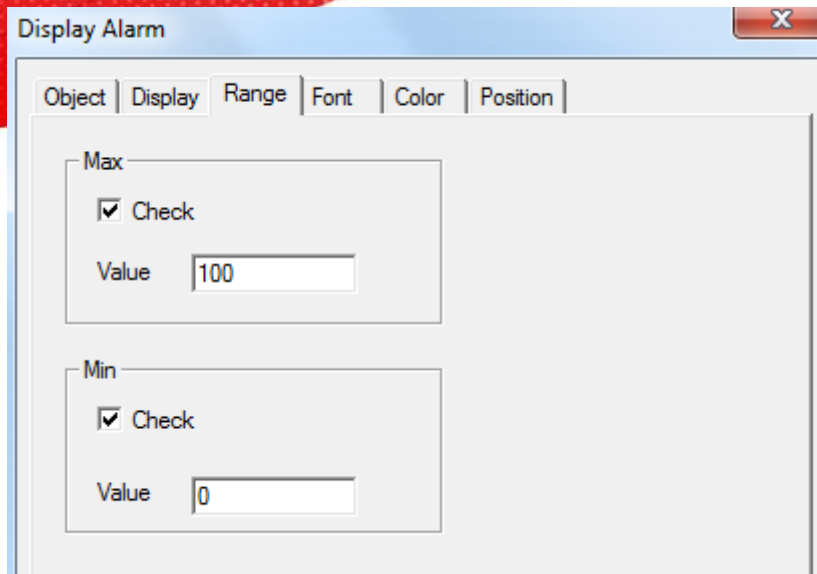 Display Alarm
Object Display Range Font Color Position
Max
Check
Value 100
Min
Check
Value 0